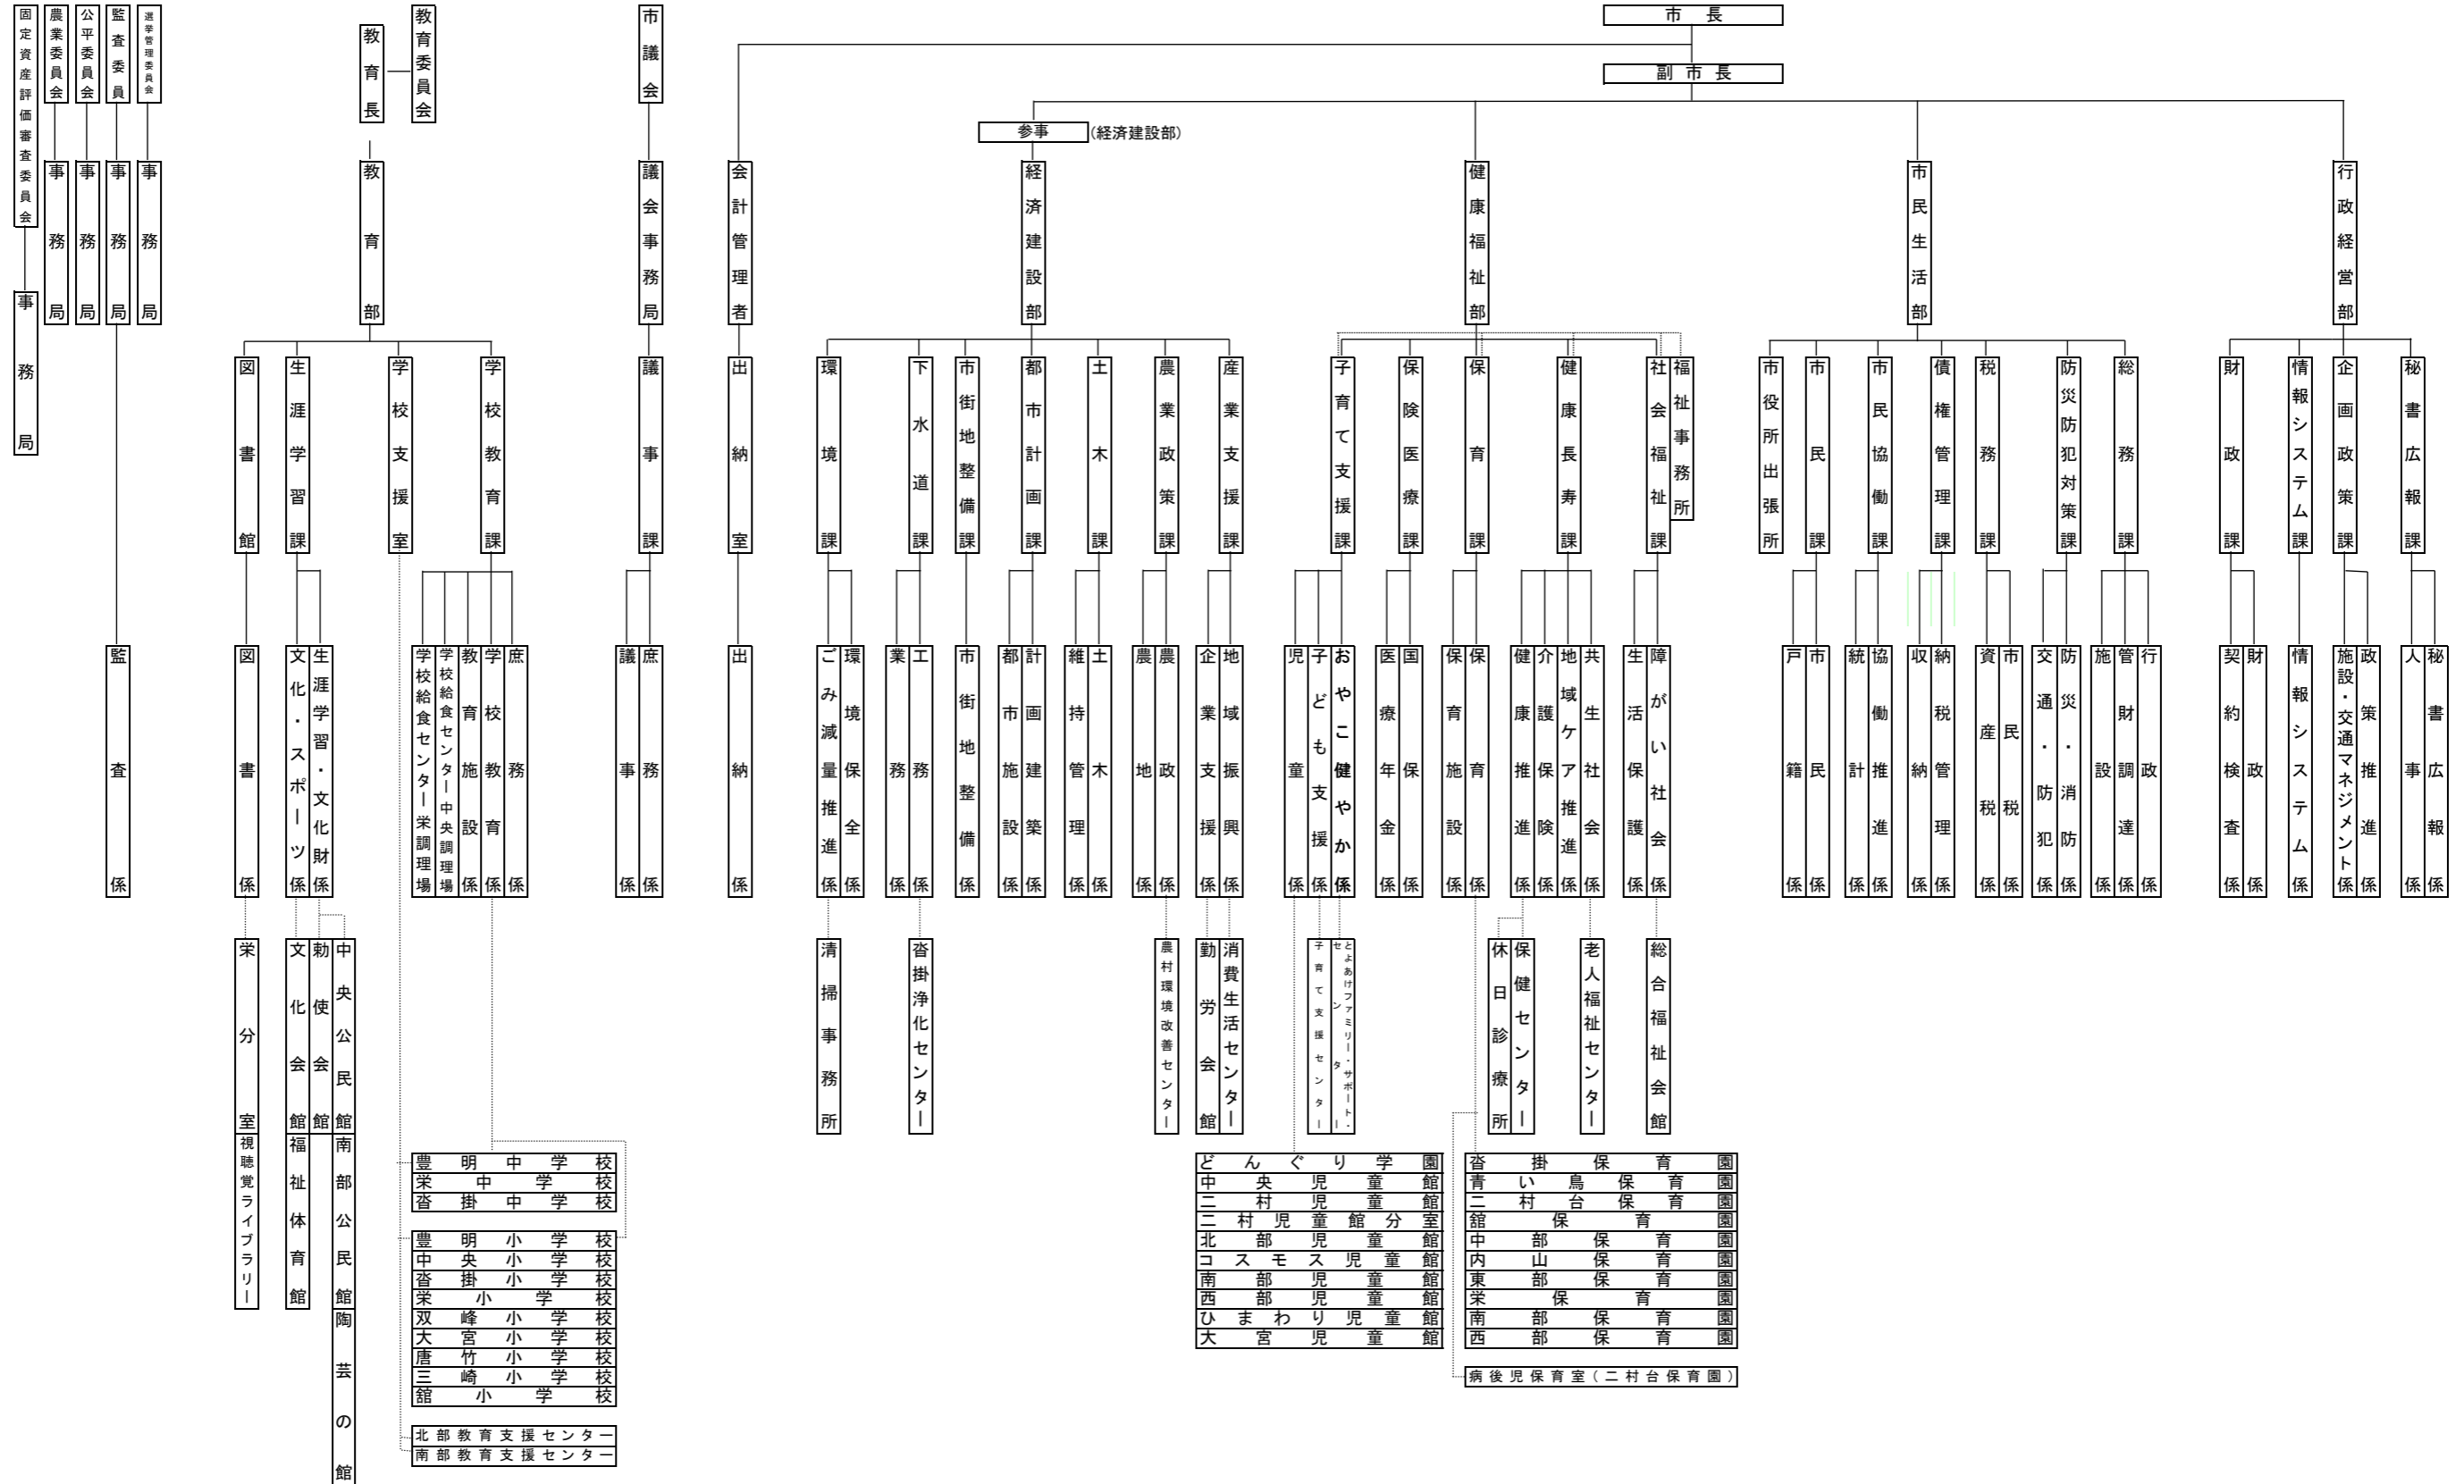 市長
副市長
参事
(経済建設部)
行政経営部
市民生活部
健康福祉部
経済建設部
会計管理者
市議会
議会事務局
教育委員会
教育長
教育部
選挙管理委員会
事務局
監査委員
事務局
公平委員会
事務局
農業委員会
事務局
固定資産評価審査委員会
事務局
秘書広報課
企画政策課
情報システム課
財政課
総務課
防災防犯対策課
税務課
債権管理課
市民協働課
市民課
市役所出張所
福祉事務所
社会福祉課
健康長寿課
保育課
保険医療課
子育て支援課
産業支援課
農業政策課
土木課
都市計画課
市街地整備課
下水道課
環境課
出納室
議事課
学校教育課
学校支援室
生涯学習課
図書館
秘書広報係
人事係
政策推進係
施設・交通マネジメント係
情報システム係
財政係
契約検査係
行政係
管財調達係
施設係
防災・消防係
交通・防犯係
市民税係
資産税係
納税管理係
収納係
協働推進係
統計係
市民係
戸籍係
障がい社会係
生活保護係
共生社会係
地域ケア推進係
介護保険係
健康推進係
保育係
保育施設係
国保係
医療年金係
おやこ健やか係
子ども支援係
児童係
地域振興係
企業支援係
農政係
農地係
土木係
維持管理係
計画建築係
都市施設係
市街地整備係
工務係
業務係
環境保全係
ごみ減量推進係
出納係
庶務係
議事係
庶務係
学校教育係
教育施設係
学校給食センター中央調理場
学校給食センター栄調理場
生涯学習・文化財係
文化・スポーツ係
図書係
監査係
総合福祉会館
老人福祉センター
保健センター
休日診療所
とよあけファミリー・サポート・センター
子育て支援センター
消費生活センター
勤労会館
農村環境改善センター
沓掛浄化センター
清掃事務所
中央公民館
南部公民館
陶芸の館
勅使会館
文化会館
福祉体育館
栄分室
視聴覚ライブラリー
沓掛保育園
青い鳥保育園
二村台保育園
舘保育園
中部保育園
内山保育園
東部保育園
栄保育園
南部保育園
西部保育園
病後児保育室(二村台保育園)
どんぐり学園
中央児童館
二村児童館
二村児童館分室
北部児童館
コスモス児童館
南部児童館
西部児童館
ひまわり児童館
大宮児童館
豊明中学校
栄中学校
沓掛中学校
豊明小学校
中央小学校
沓掛小学校
栄小学校
双峰小学校
大宮小学校
唐竹小学校
三崎小学校
舘小学校
北部教育支援センター
南部教育支援センター